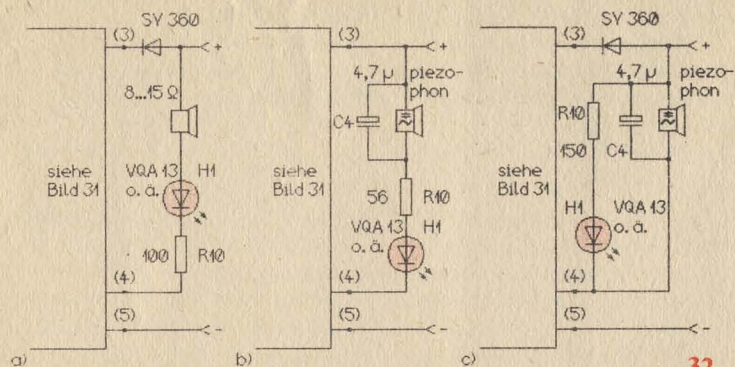 (3)
SY 360
+
8...15 Ω
siehe
Bild 31
VQA 13
o. ä.
H1
100
R10
(4)
(5)
-
a)
(3)
+
4,7 µ
piezo-
phon
C4
siehe
Bild 31
56
R10
VQA 13
o. ä.
H1
(4)
(5)
-
b)
(3)
SY 360
+
4,7 µ
piezo-
phon
R10
150
C4
siehe
Bild 31
H1
VQA 13
o. ä.
(4)
(5)
-
c)
32